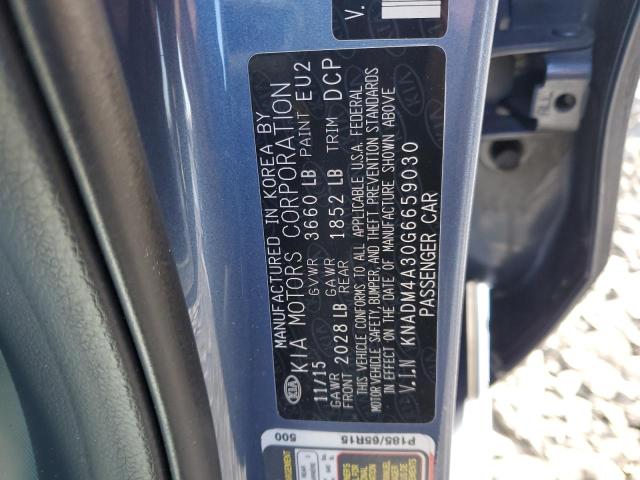 MANUFACTURED IN KOREA BY
KIA KIA MOTORS CORPORATION
11/15 GVWR 3660 LB PAINT EU2
GAWR FRONT 2028 LB GAWR REAR 1852 LB TRIM DCP
THIS VEHICLE CONFORMS TO ALL APPLICABLE U.S.A. FEDERAL
MOTOR VEHICLE SAFETY, BUMPER, AND THEFT PREVENTION STANDARDS
IN EFFECT ON THE DATE OF MANUFACTURE SHOWN ABOVE
V.I.N KNADM4A30G6659030
PASSENGER CAR
V.
P185/65R15
500